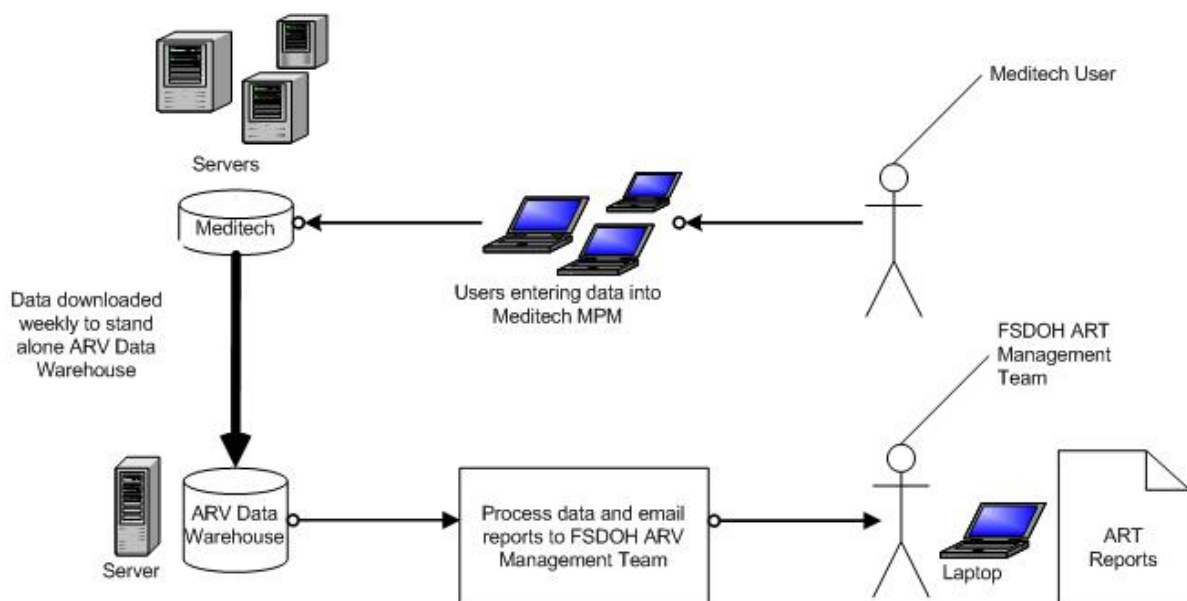 Meditech User
Servers
Meditech
Users entering data into
Meditech MPM
Data downloaded
weekly to stand
alone ARV Data
Warehouse
FSDOH ART
Management
Team
ARV Data
Warehouse
Server
Process data and email
reports to FSDOH ARV
Management Team
Laptop
ART
Reports